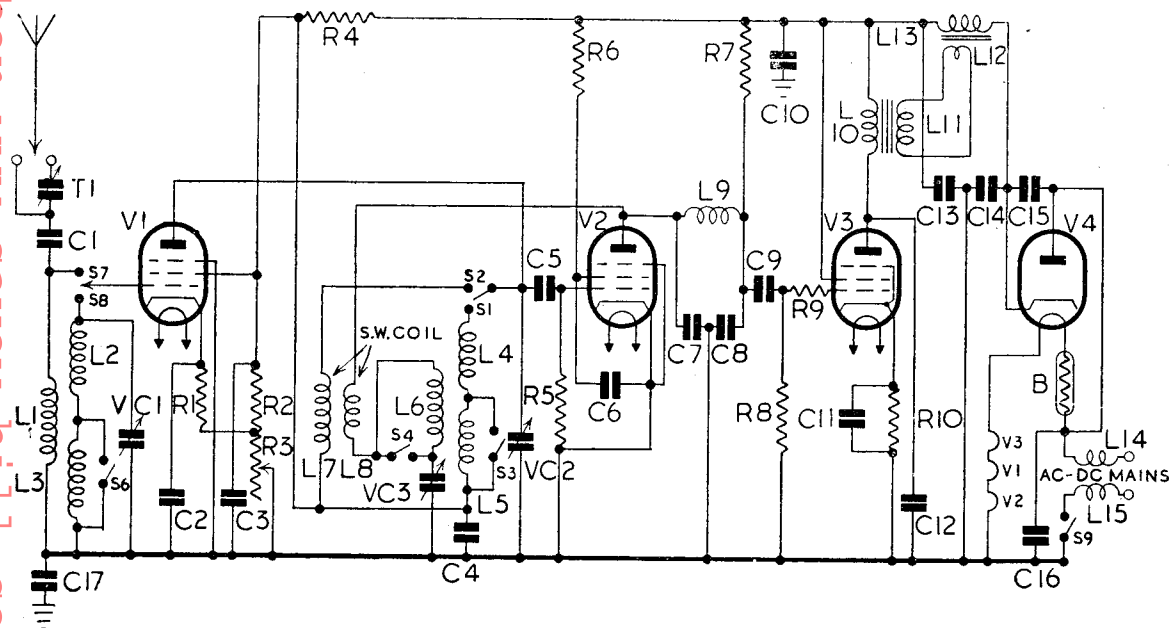 R4
L13
R6
R7
L12
C10
L
10
L11
T1
L9
V1
V2
V3
C13
C14
C15
V4
C1
S7
S8
C5
C9
S2
S1
R9
S.W.COIL
L2
L4
C7
C8
B
VC1
R1
R2
L6
R5
C6
R8
C11
R10
L1
R3
S4
V3
L14
L3
S6
L7
L8
S3
VC2
V1
AC-DC MAINS
VC3
L5
V2
L15
C2
C3
C12
S9
C17
C4
C16